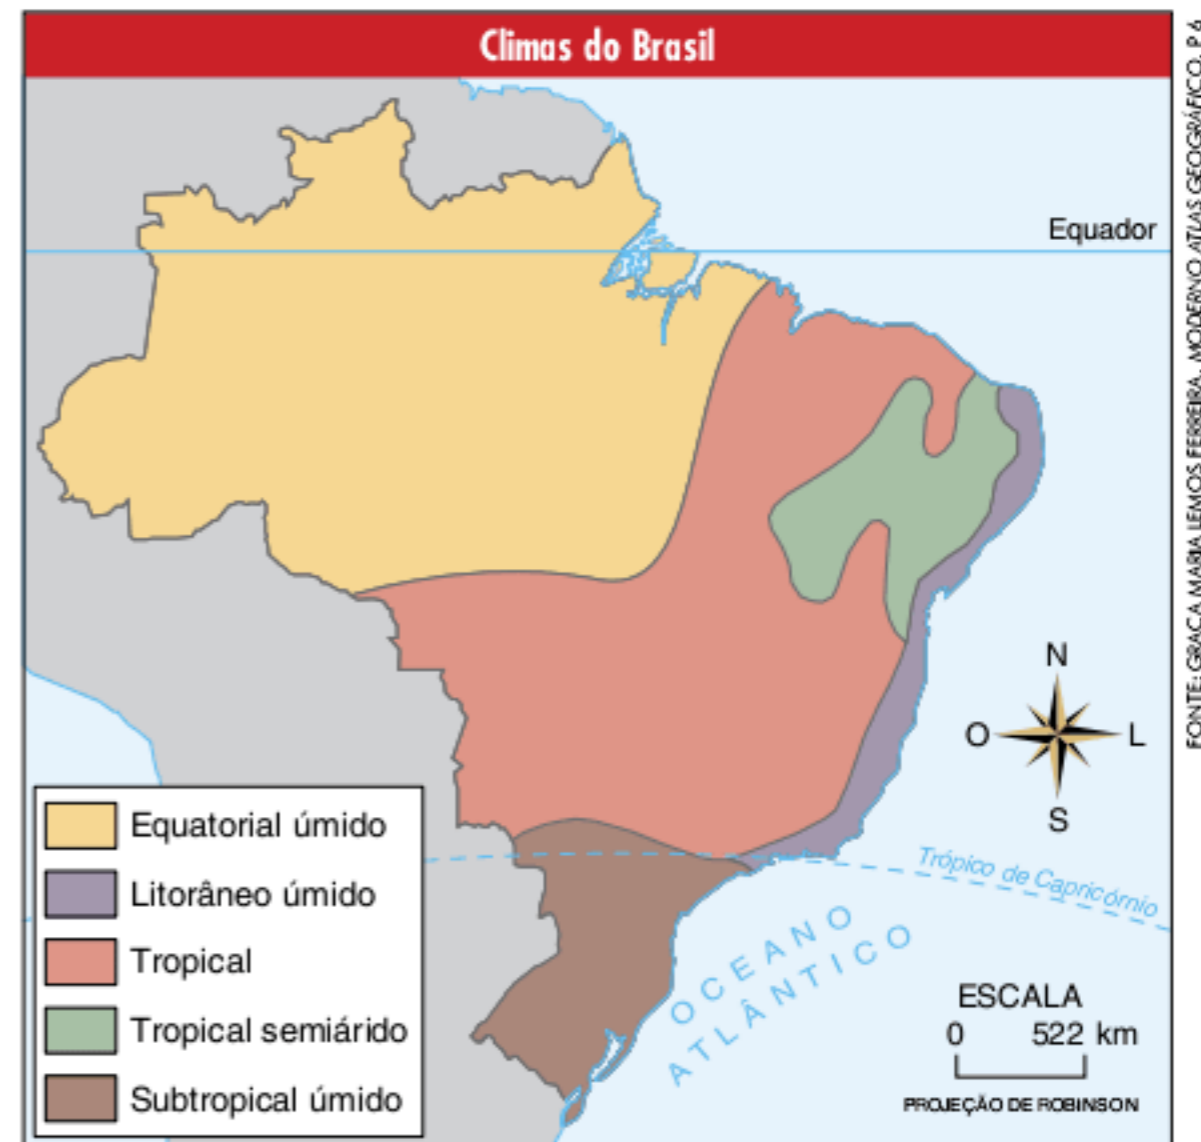 Climas do Brasil
FONTE: GRAÇA MARIA LEMOS FERREIRA. MODERNO ATLAS GEOGRÁFICO. P.6
Equador
N
O
L
S
Trópico de Capricórnio
OCEANO
ATLÂNTICO
Equatorial úmido
Litorâneo úmido
Tropical
Tropical semiárido
Subtropical úmido
ESCALA
0 522 km
PROJEÇÃO DE ROBINSON